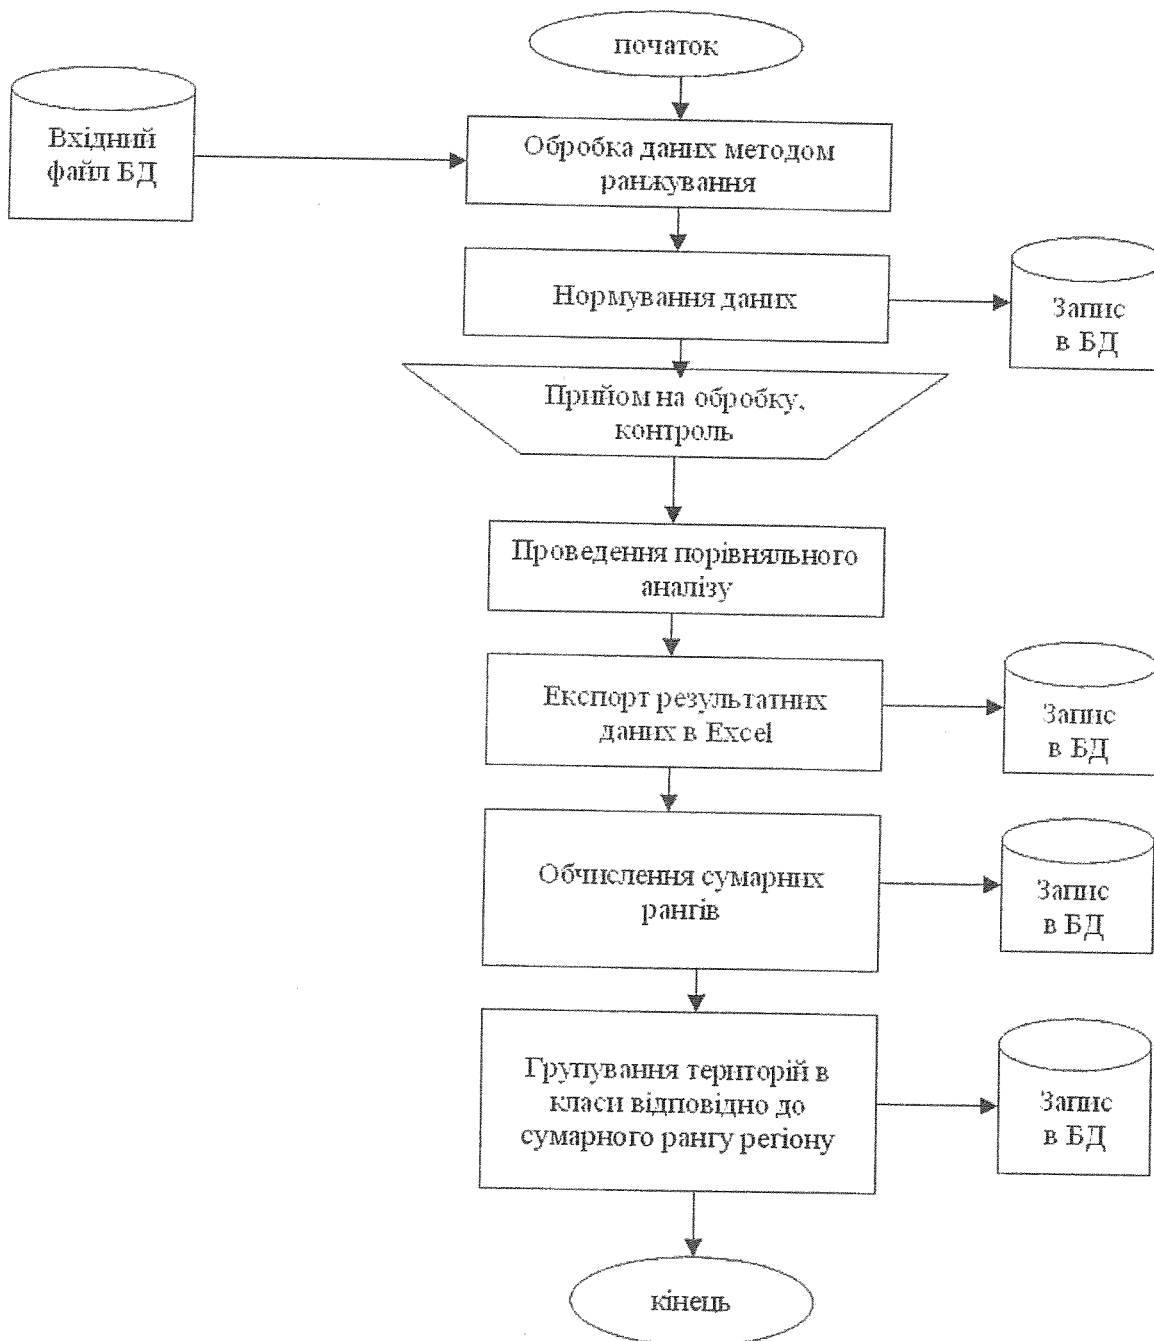 початок
Вхідний
файл БД
Обробка даних методом
ранжування
Нормування даних
Запис
в БД
Прийом на обробку,
контроль
Проведення порівняльного
аналізу
Експорт результатних
даних в Excel
Запис
в БД
Обчислення сумарних
рангів
Запис
в БД
Групування територій в
класи відповідно до
сумарного рангу регіону
Запис
в БД
кінець